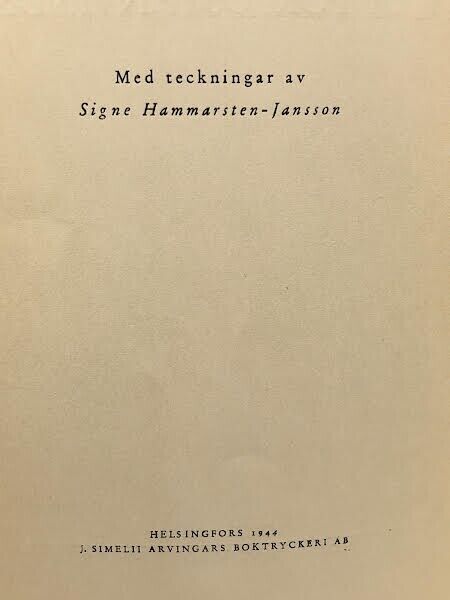 Med teckningar av
Signe Hammarsten-Jansson
HELSINGFORS 1944
J. SIMELII ARVINGARS BOKTRYCKERI AB